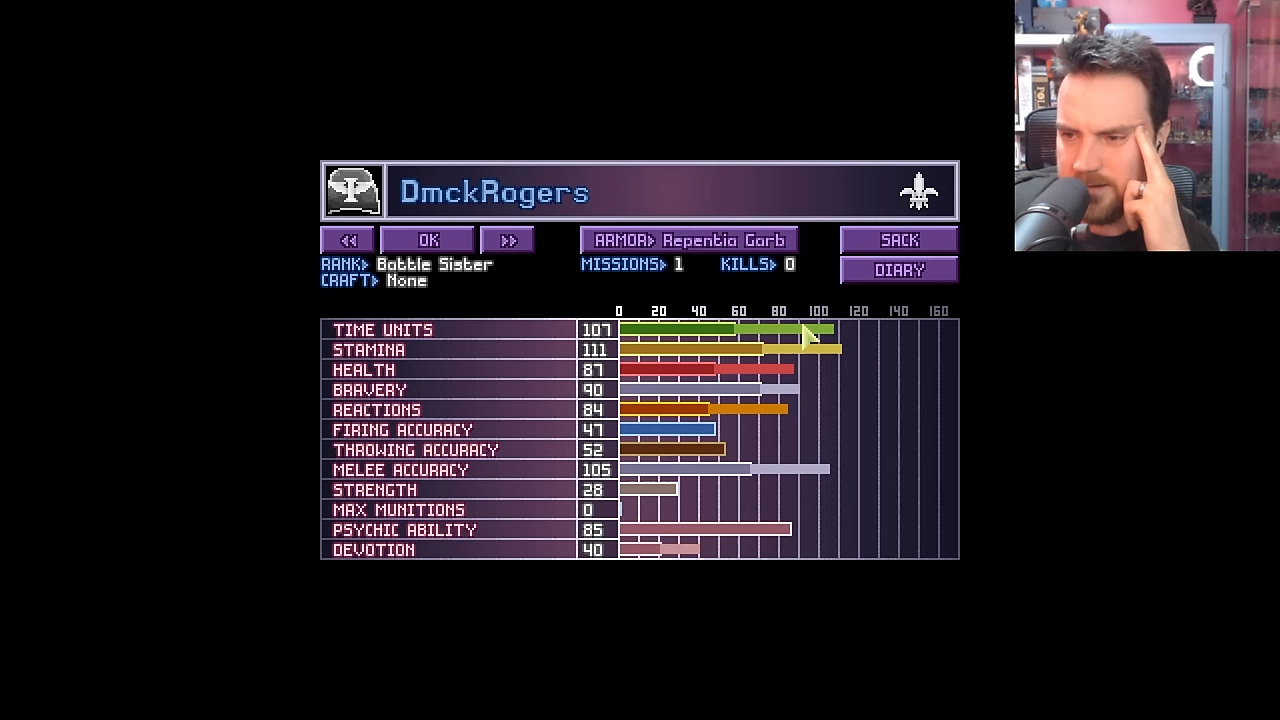 DmckRogers
OK
ARMOR> Repentia Garb
SACK
RANK> Battle Sister
MISSIONS> 1
KILLS> 0
DIARY
CRAFT> None
0 20 40 60 80 100 120 140 160
TIME UNITS 107
STAMINA 111
HEALTH 87
BRAVERY 90
REACTIONS 84
FIRING ACCURACY 47
THROWING ACCURACY 52
MELEE ACCURACY 105
STRENGTH 28
MAX MUNITIONS 0
PSYCHIC ABILITY 85
DEVOTION 40